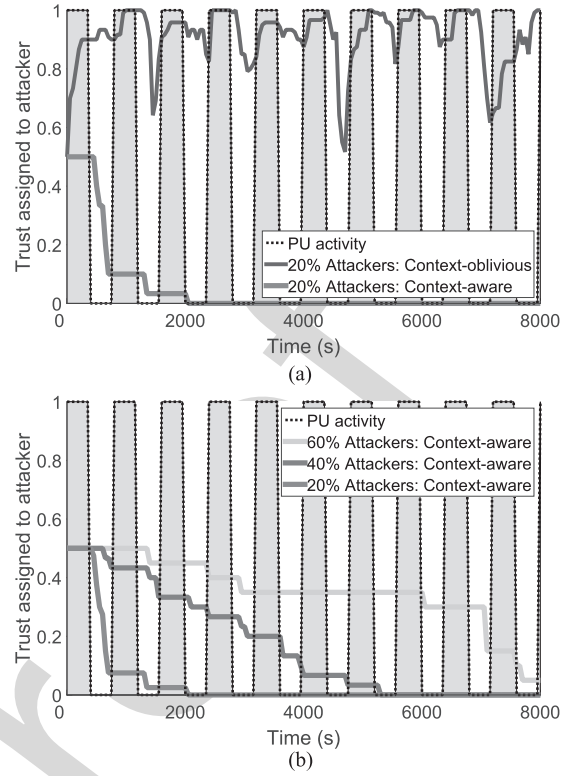 1
0.8
0.6
0.4
0.2
0
Trust assigned to attacker
PU activity
20% Attackers: Context-oblivious
20% Attackers: Context-aware
0 2000 4000 6000 8000
Time (s)
(a)
1
0.8
0.6
0.4
0.2
0
Trust assigned to attacker
PU activity
60% Attackers: Context-aware
40% Attackers: Context-aware
20% Attackers: Context-aware
0 2000 4000 6000 8000
Time (s)
(b)